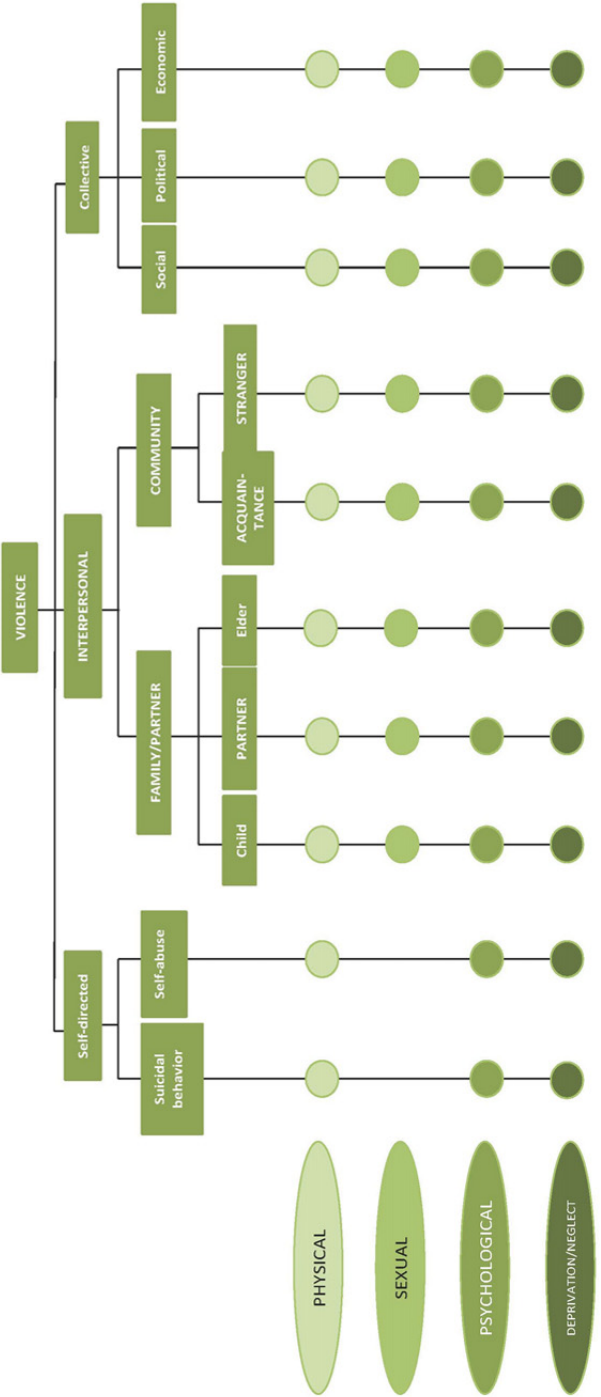 VIOLENCE
Self-directed
INTERPERSONAL
Collective
Suicidal
behavior
Self-abuse
FAMILY/PARTNER
COMMUNITY
Social
Political
Economic
Child
PARTNER
Elder
ACQUAIN-
TANCE
STRANGER
PHYSICAL
SEXUAL
PSYCHOLOGICAL
DEPRIVATION/NEGLECT